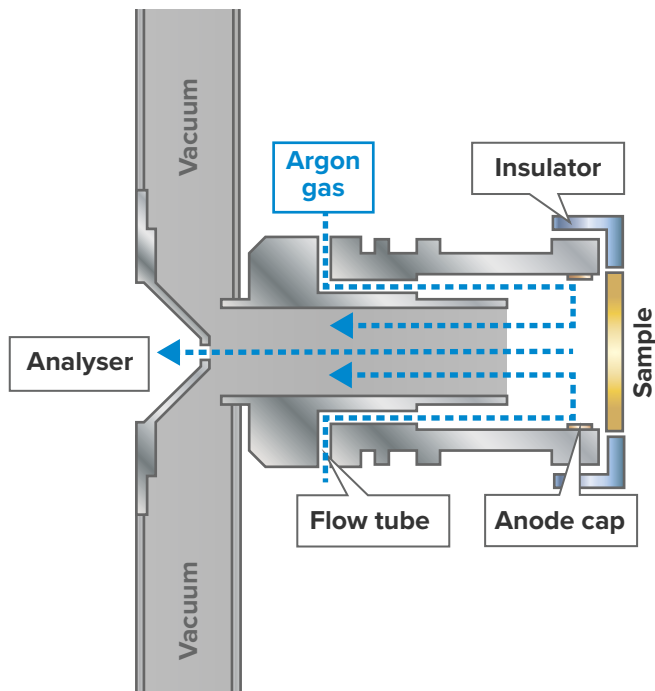 Vacuum
Argon
gas
Insulator
Analyser
Sample
Flow tube
Anode cap
Vacuum